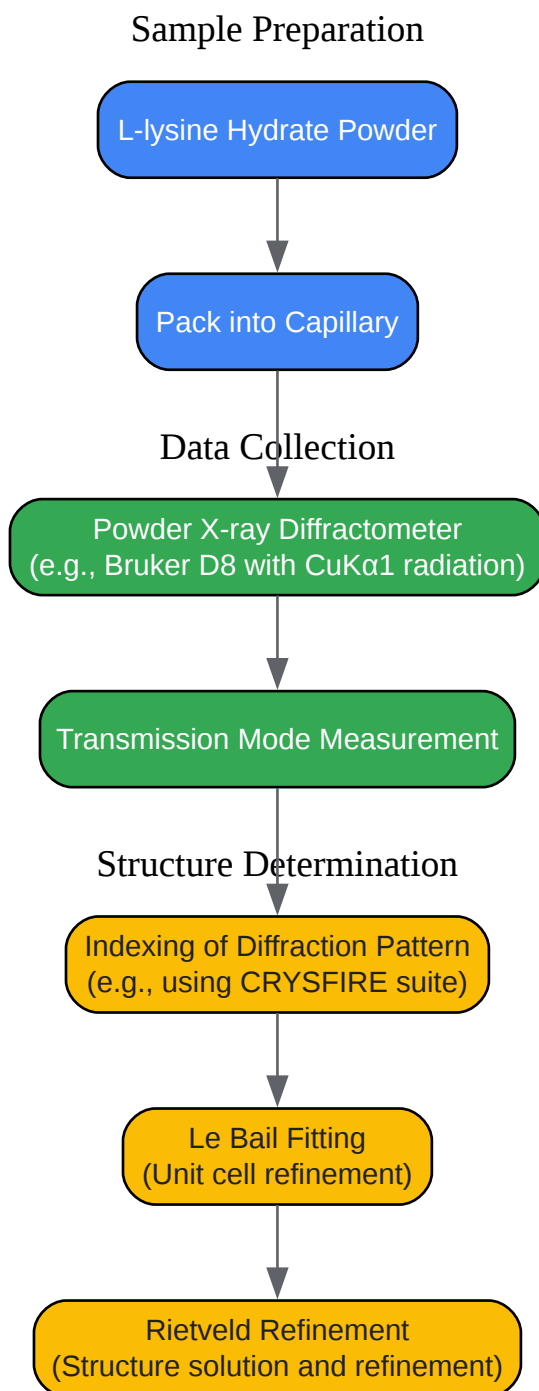 Sample Preparation
L-lysine Hydrate Powder
Pack into Capillary
Data Collection
Powder X-ray Diffractometer
(e.g., Bruker D8 with CuKα1 radiation)
Transmission Mode Measurement
Structure Determination
Indexing of Diffraction Pattern
(e.g., using CRYSFIRE suite)
Le Bail Fitting
(Unit cell refinement)
Rietveld Refinement
(Structure solution and refinement)